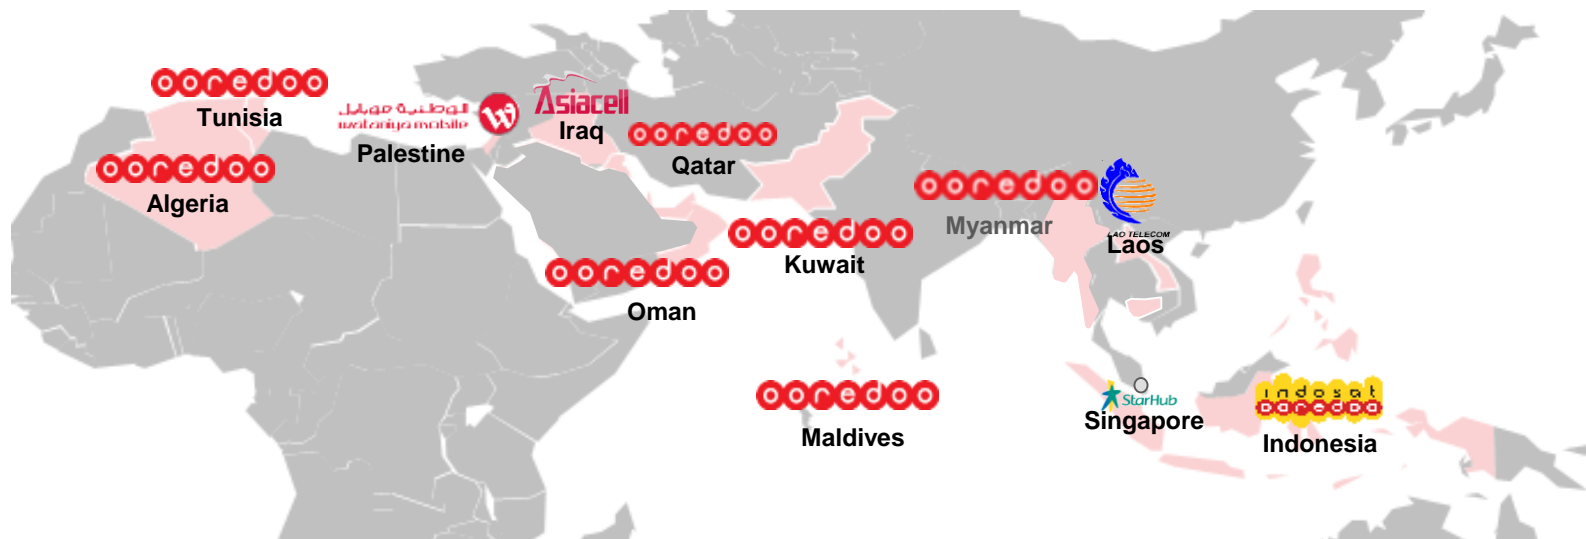 ooredoo
Tunisia
الوطنية موبايل
wataniya mobile
Palestine
Asiacell
Iraq
ooredoo
Qatar
ooredoo
Algeria
ooredoo
Myanmar
LAO TELECOM
Laos
ooredoo
Kuwait
ooredoo
Oman
ooredoo
Maldives
StarHub
Singapore
indosat
ooredoo
Indonesia